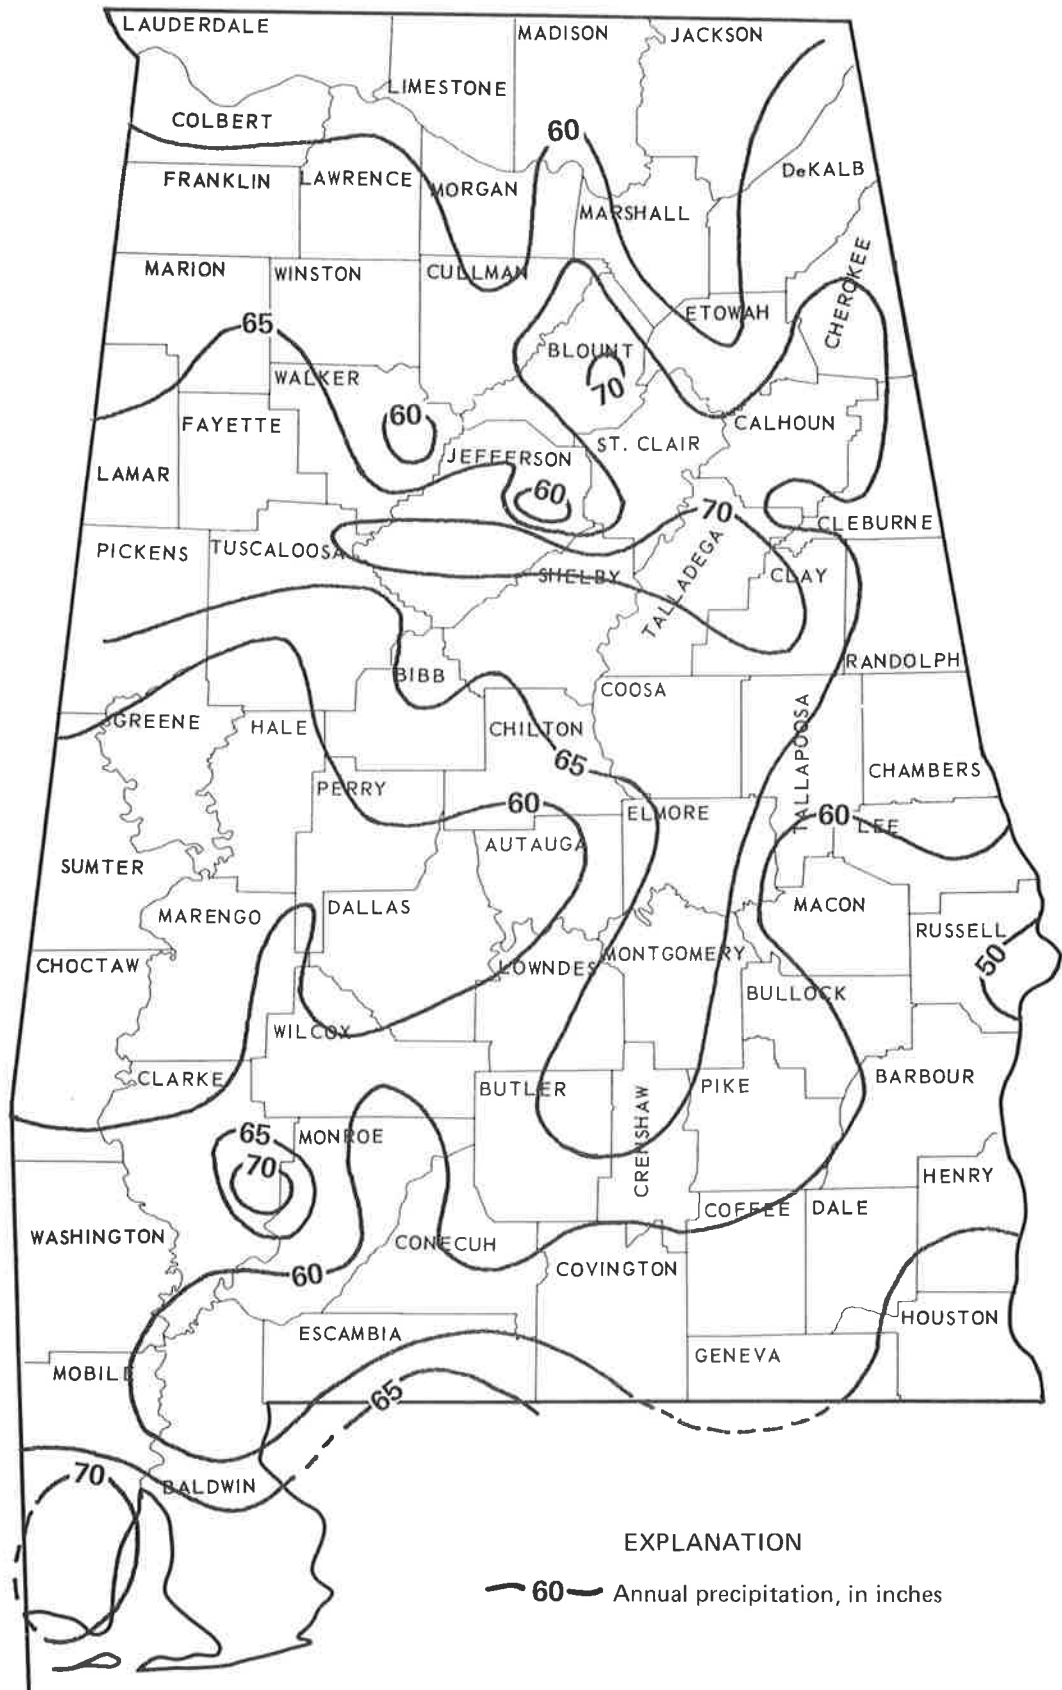 LAUDERDALE
MADISON
JACKSON
LIMESTONE
COLBERT
60
DeKALB
FRANKLIN
LAWRENCE
MORGAN
MARSHALL
CHEROKEE
MARION
WINSTON
CULLMAN
ETOWAH
65
BLOUNT
WALKER
70
60
FAYETTE
CALHOUN
ST. CLAIR
JEFFERSON
LAMAR
60
70
CLEBURNE
PICKENS
TUSCALOOSA
SHELBY
TALLADEGA
CLAY
RANDOLPH
BIBB
COOSA
GREENE
HALE
CHILTON
TALLAPOOSA
65
CHAMBERS
PERRY
60
ELMORE
60
LEE
AUTAUGA
SUMTER
MARENGO
DALLAS
MACON
RUSSELL
CHOCTAW
LOWNDES
MONTGOMERY
50
BULLOCK
WILCOX
CLARKE
BUTLER
PIKE
BARBOUR
CRENSHAW
65
MONROE
70
HENRY
COFFEE
DALE
WASHINGTON
CONECUH
60
COVINGTON
HOUSTON
ESCAMBIA
GENEVA
MOBILE
65
70
BALDWIN
EXPLANATION
60 Annual precipitation, in inches